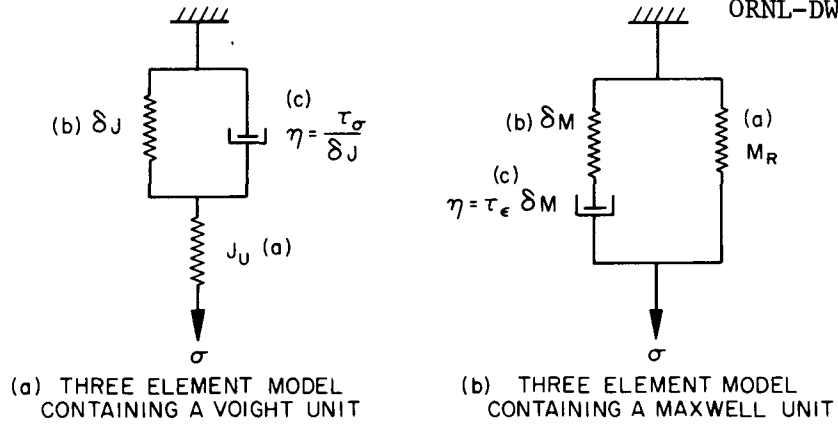 ORNL-DW
(b) δJ
(c)
η = τσ / δJ
JU (a)
σ
(a) THREE ELEMENT MODEL
CONTAINING A VOIGHT UNIT
(b) δM
(a)
MR
(c)
η = τϵ δM
σ
(b) THREE ELEMENT MODEL
CONTAINING A MAXWELL UNIT